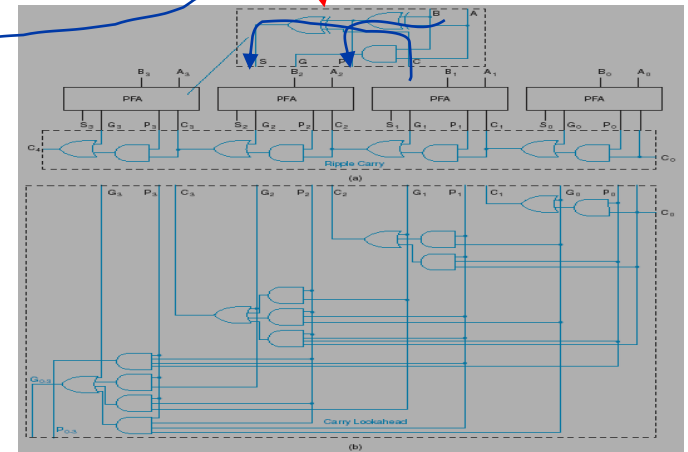 B A
S G P C
B₃ A₃ B₂ A₂ B₁ A₁ B₀ A₀
PFA PFA PFA PFA
S₃ G₃ P₃ C₃ S₂ G₂ P₂ C₂ S₁ G₁ P₁ C₁ S₀ G₀ P₀
C₄ C₀
Ripple Carry
(a)
G₃ P₃ C₃ G₂ P₂ C₂ G₁ P₁ C₁ G₀ P₀
C₀
G₀₋₃
Carry Lookahead
P₀₋₃
(b)